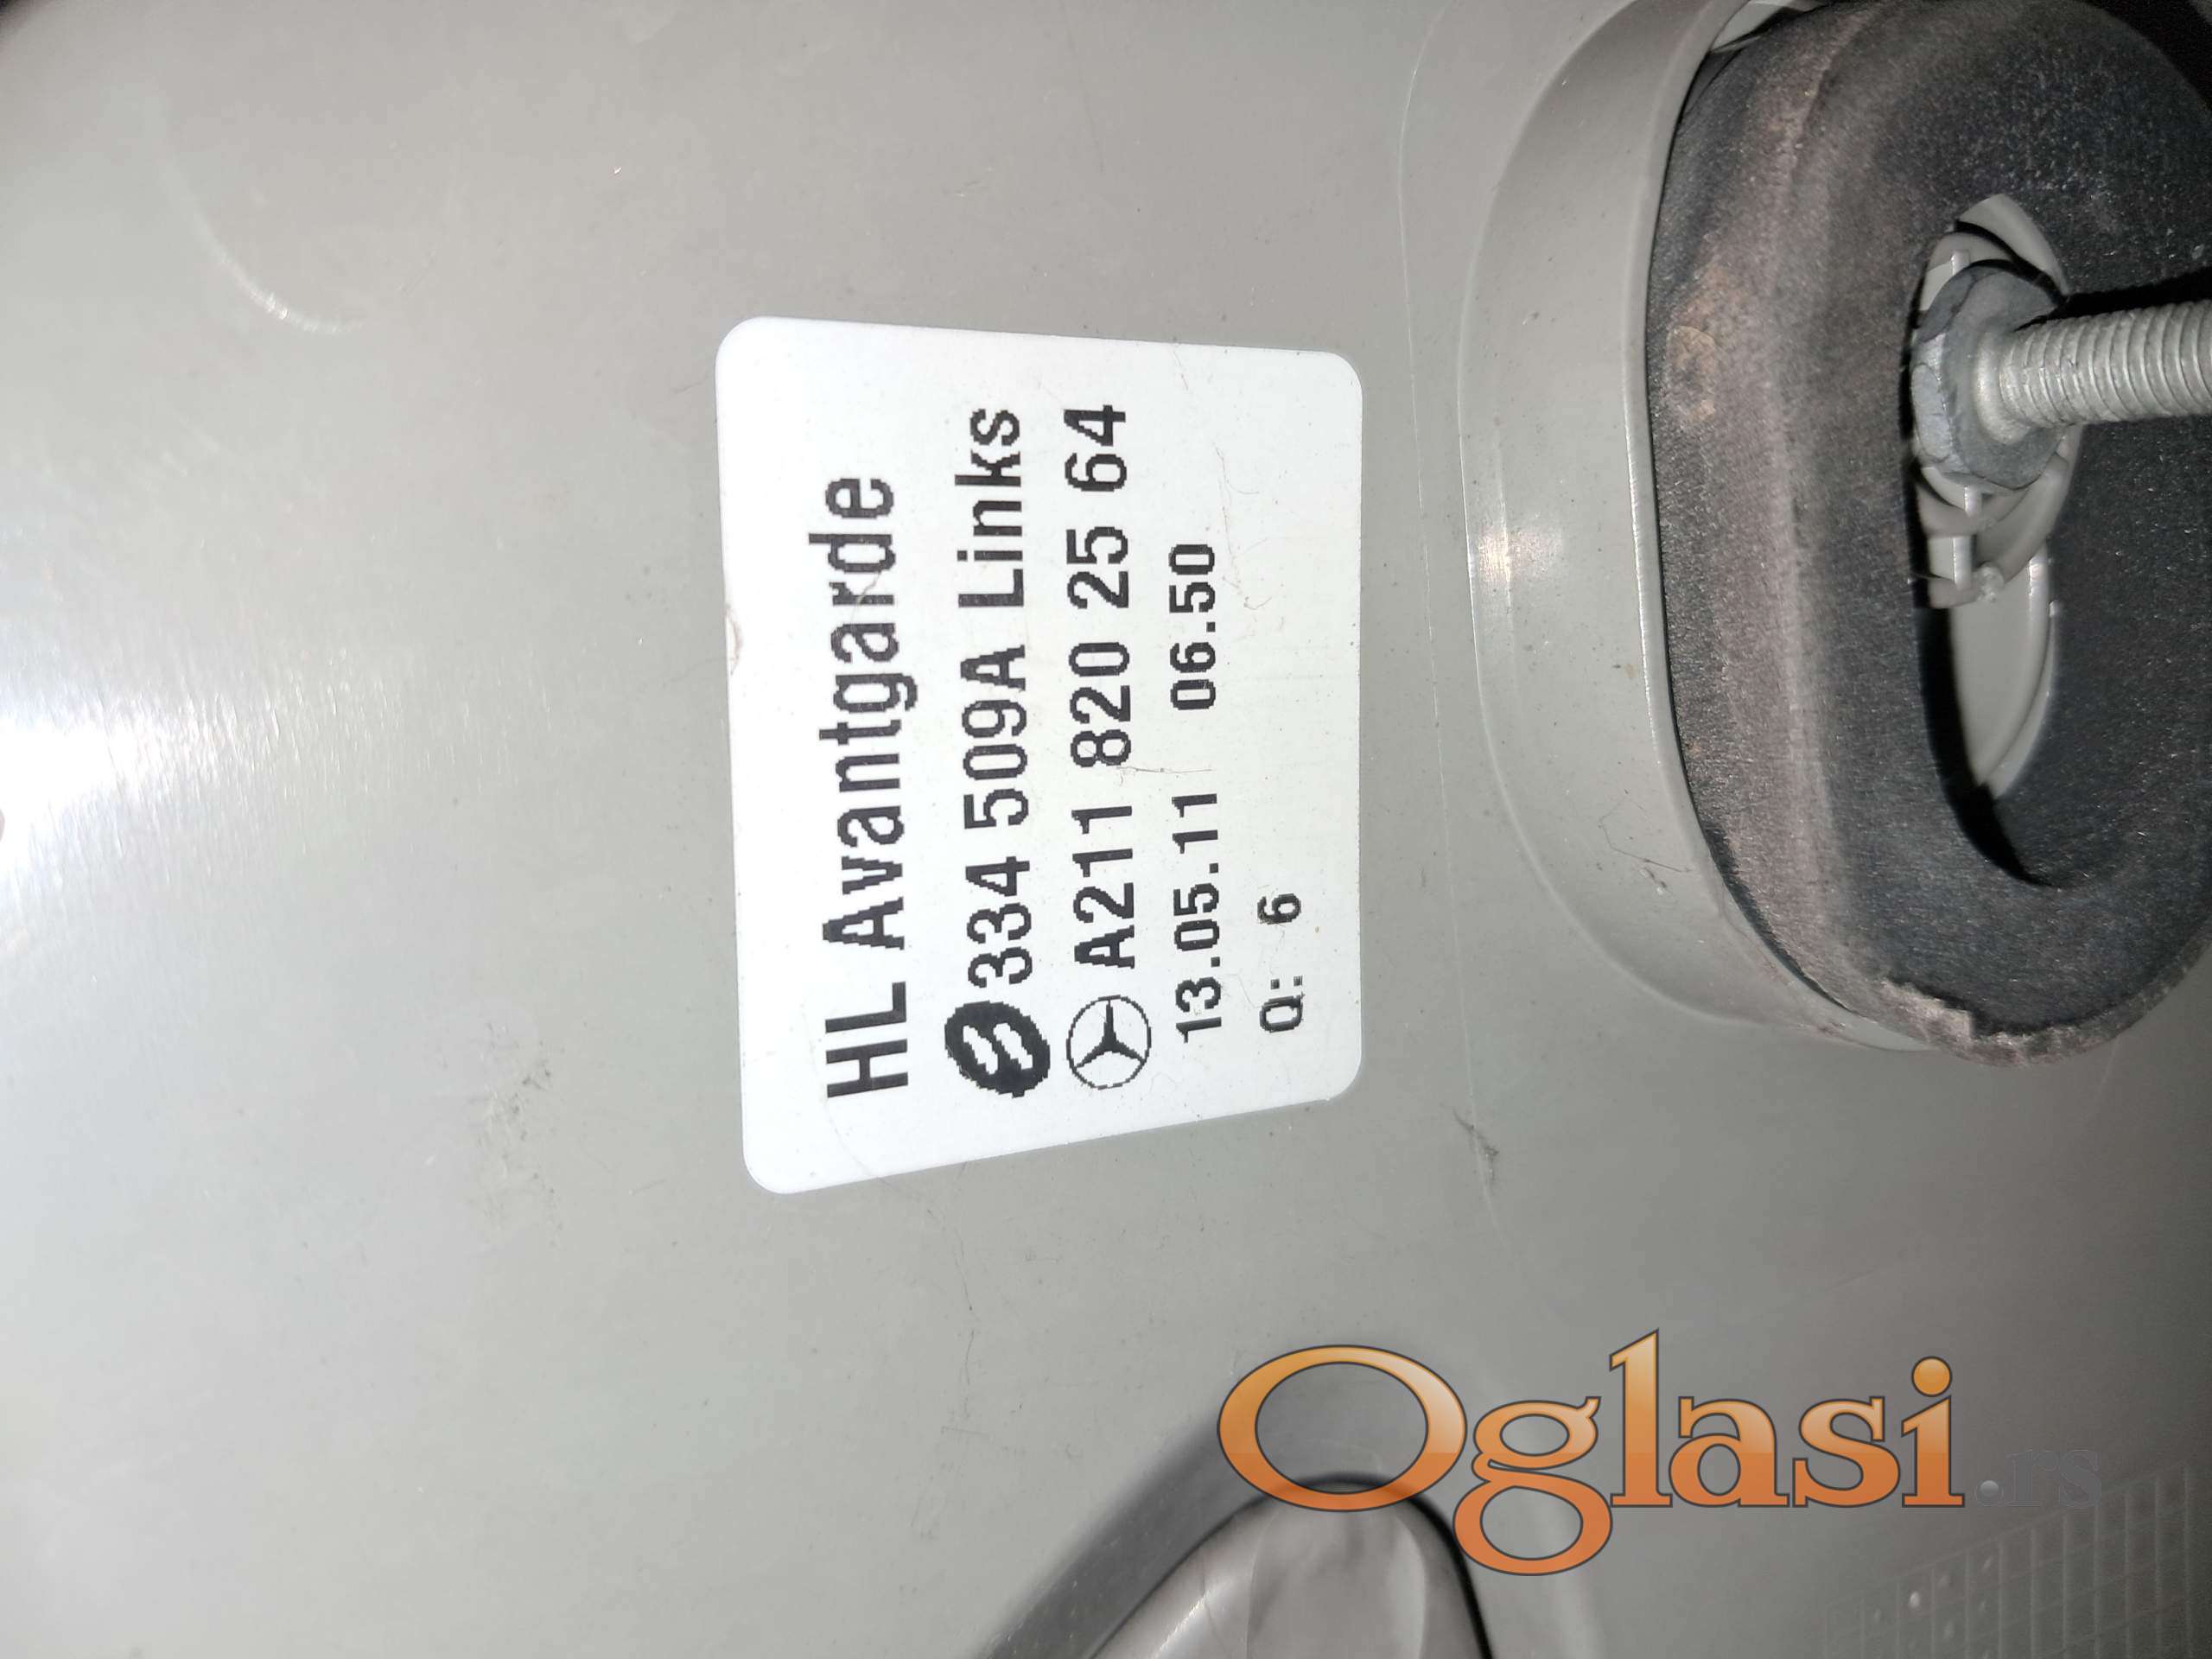 HL Avantgarde
334 509A Links
A211 820 25 64
13.05.11 06.50
Q: 6
Oglasi.rs